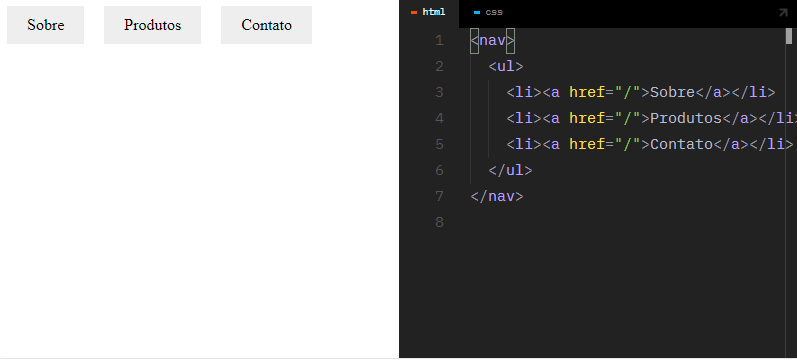 Sobre Produtos Contato
html css
1 <nav>
2 <ul>
3 <li><a href="/">Sobre</a></li>
4 <li><a href="/">Produtos</a></li
5 <li><a href="/">Contato</a></li>
6 </ul>
7 </nav>
8